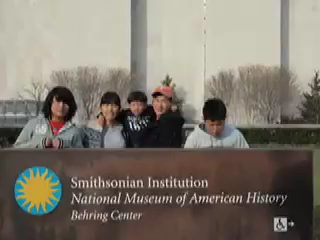 Smithsonian Institution
National Museum of American History
Behring Center